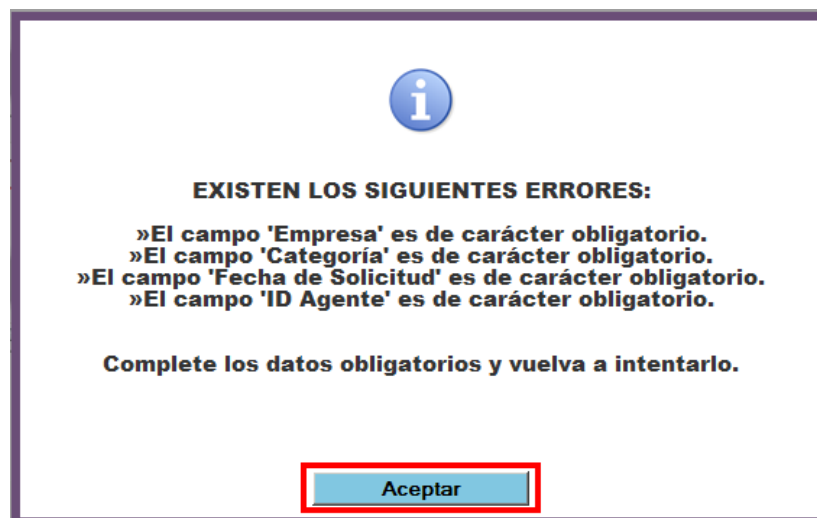 EXISTEN LOS SIGUIENTES ERRORES:
»El campo 'Empresa' es de carácter obligatorio.
»El campo 'Categoría' es de carácter obligatorio.
»El campo 'Fecha de Solicitud' es de carácter obligatorio.
»El campo 'ID Agente' es de carácter obligatorio.
Complete los datos obligatorios y vuelva a intentarlo.
Aceptar